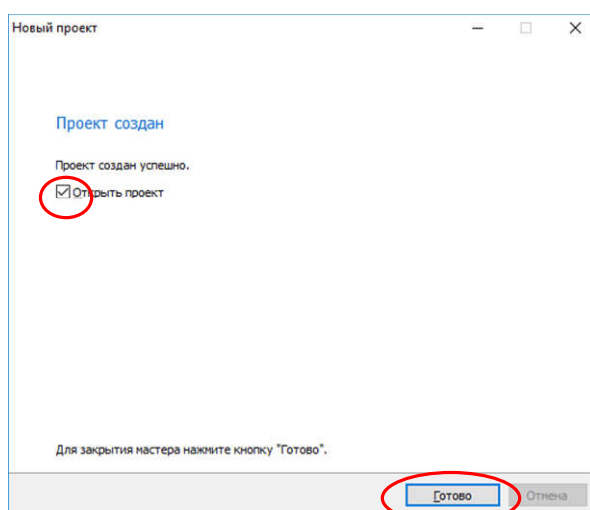 Новый проект
Проект создан
Проект создан успешно.
Открыть проект
Для закрытия мастера нажмите кнопку "Готово".
Готово
Отмена